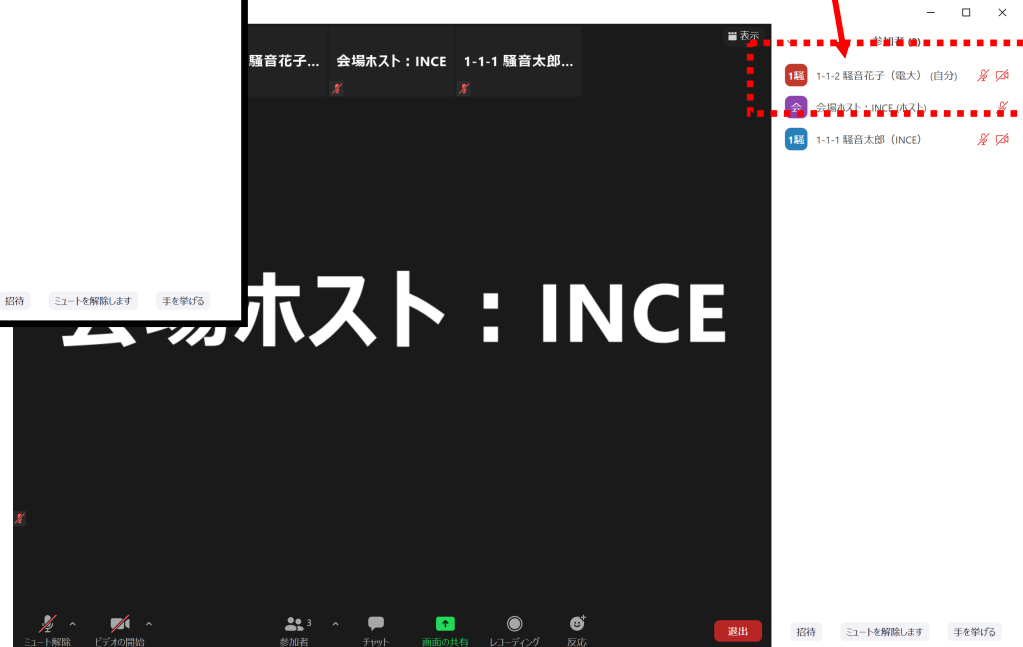 騒音花子... 会場ホスト：INCE 1-1-1 騒音太郎...
表示
1騒 1-1-2 騒音花子（電大） (自分)
会 会場ホスト：INCE (ホスト)
1騒 1-1-1 騒音太郎（INCE）
招待 ミュートを解除します 手を挙げる
会場ホスト：INCE
ミュート解除 ビデオの開始 参加者 3 チャット 画面の共有 レコーディング 反応 退出
招待 ミュートを解除します 手を挙げる